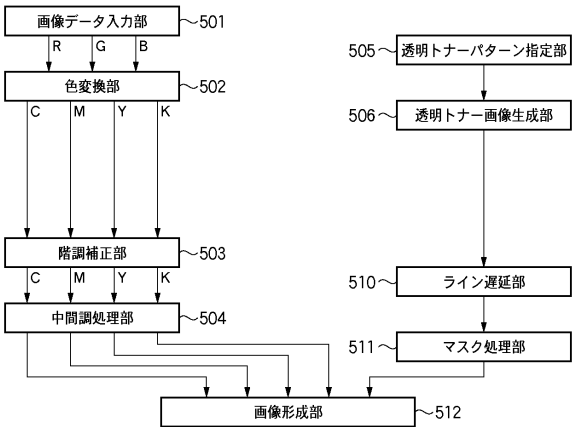 画像データ入力部 501
R G B
色変換部 502
C M Y K
階調補正部 503
C M Y K
中間調処理部 504
505 透明トナーパターン指定部
506 透明トナー画像生成部
510 ライン遅延部
511 マスク処理部
画像形成部 512